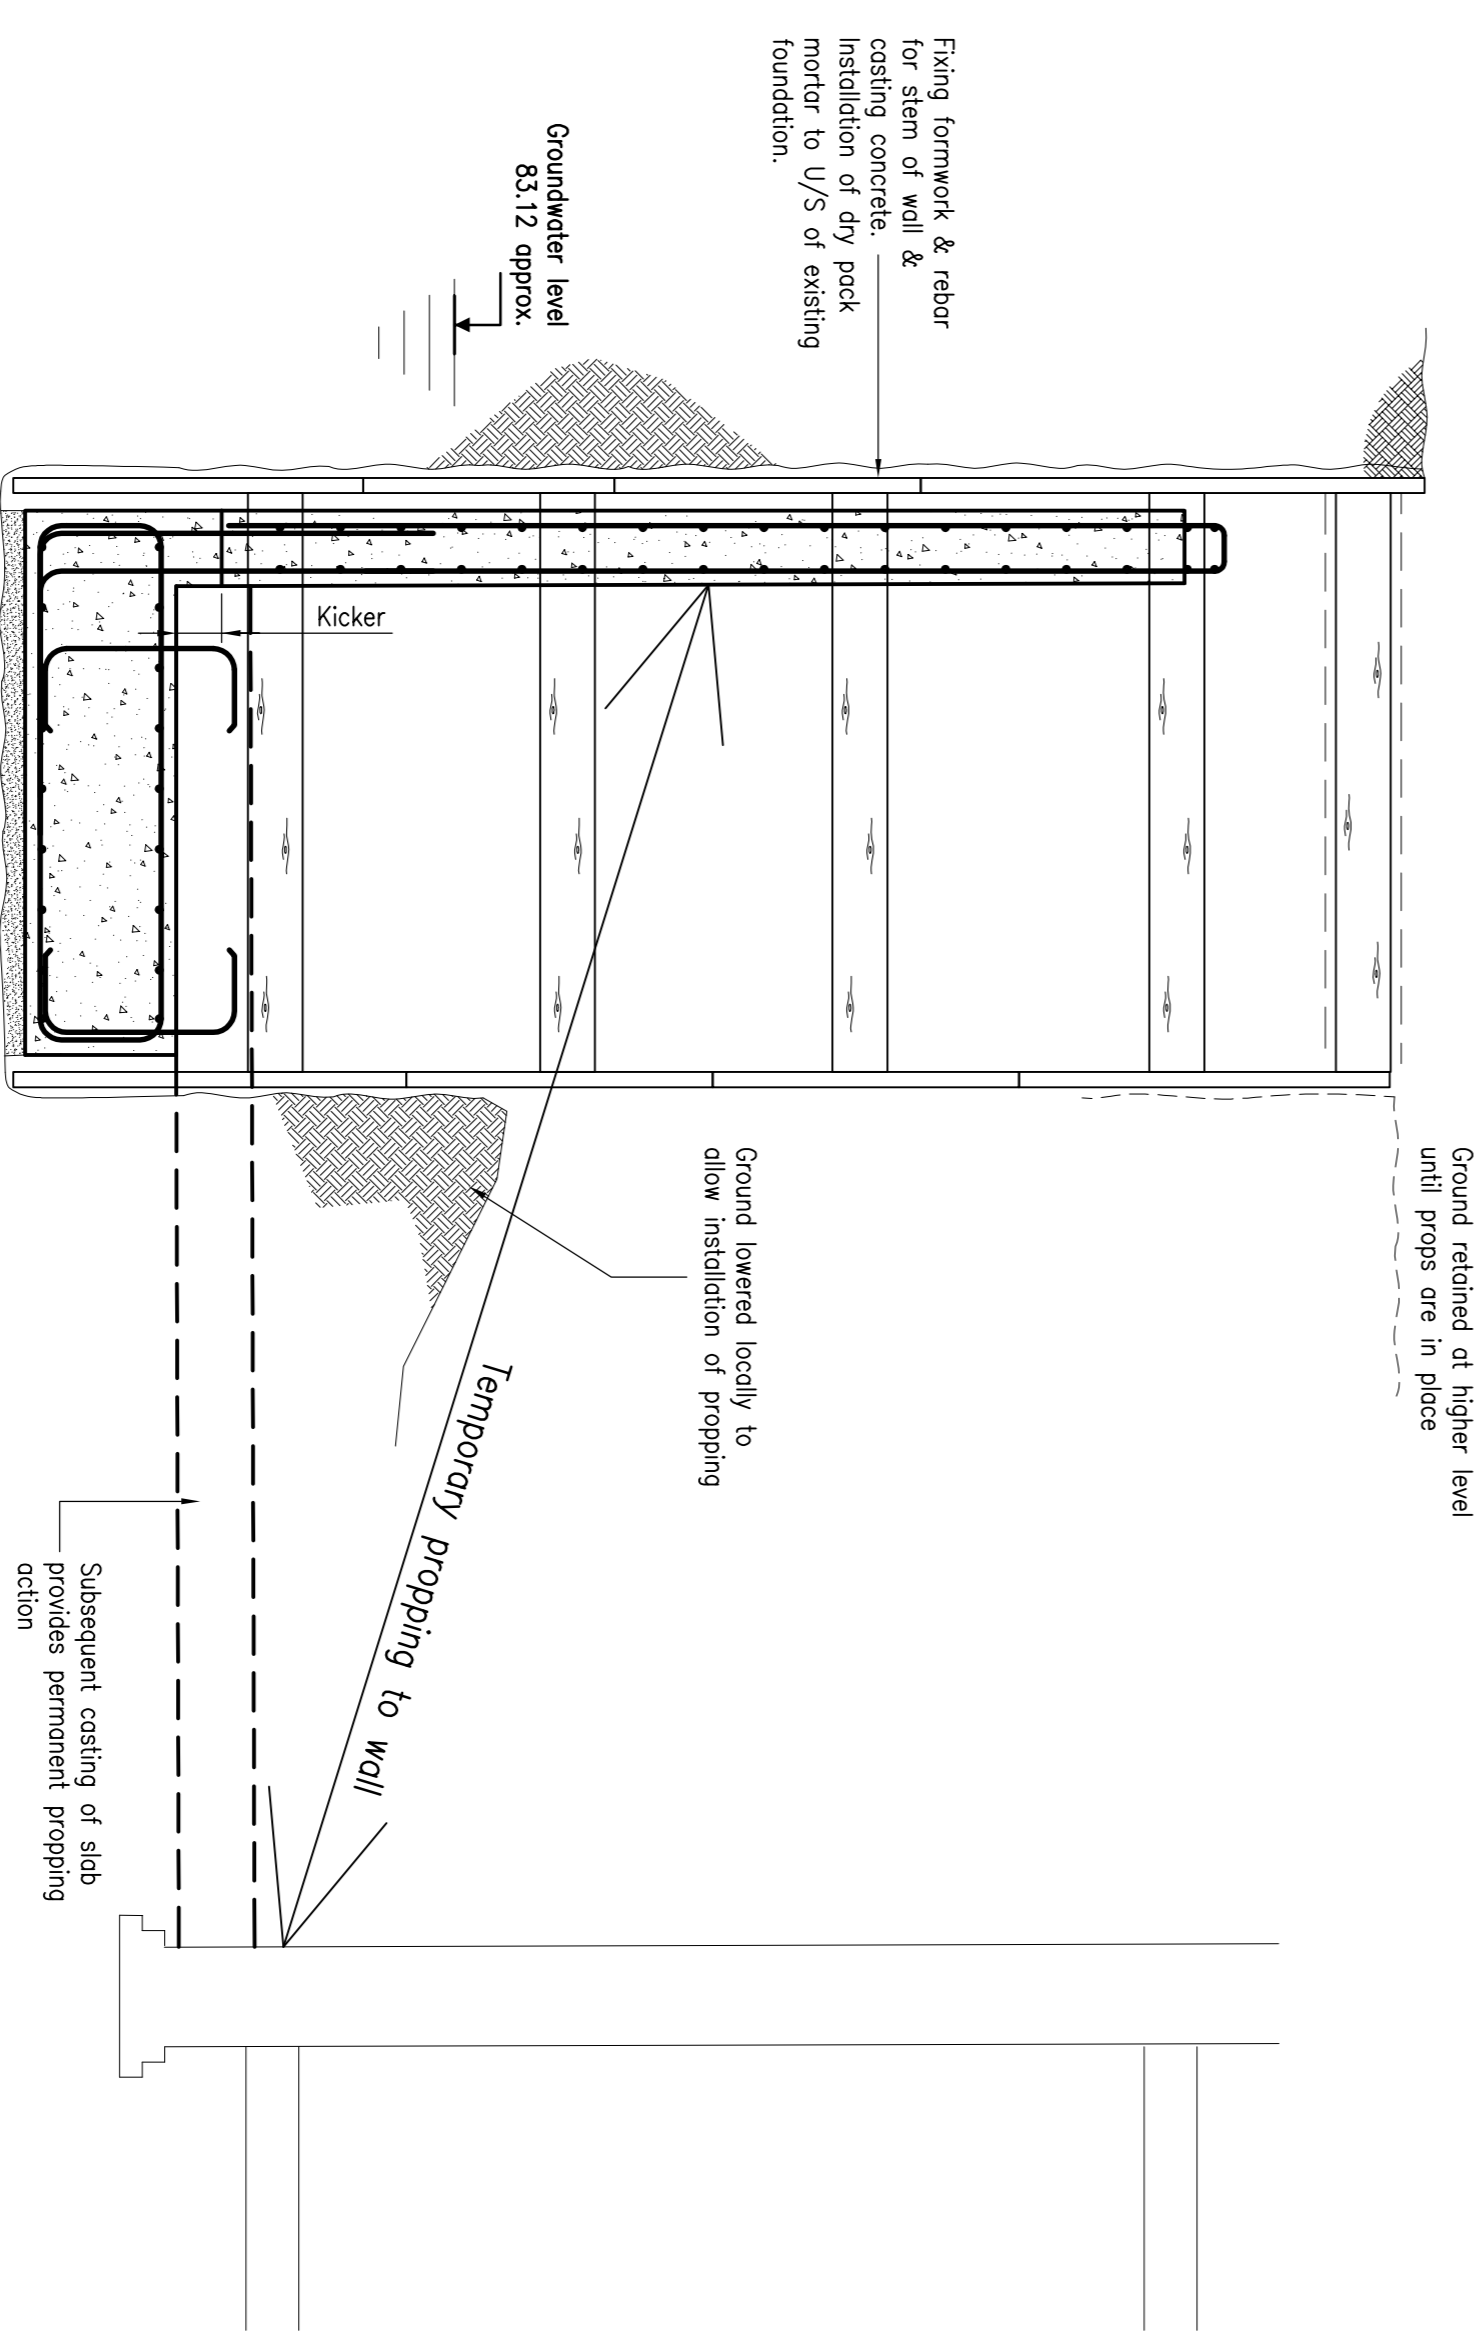 Ground retained at higher level
until props are in place
Fixing formwork & rebar
for stem of wall &
casting concrete.
Installation of dry pack
mortar to U/S of existing
foundation.
Ground lowered locally to
allow installation of propping
Groundwater level
83.12 approx.
Temporary propping to wall
Kicker
Subsequent casting of slab
provides permanent propping
action